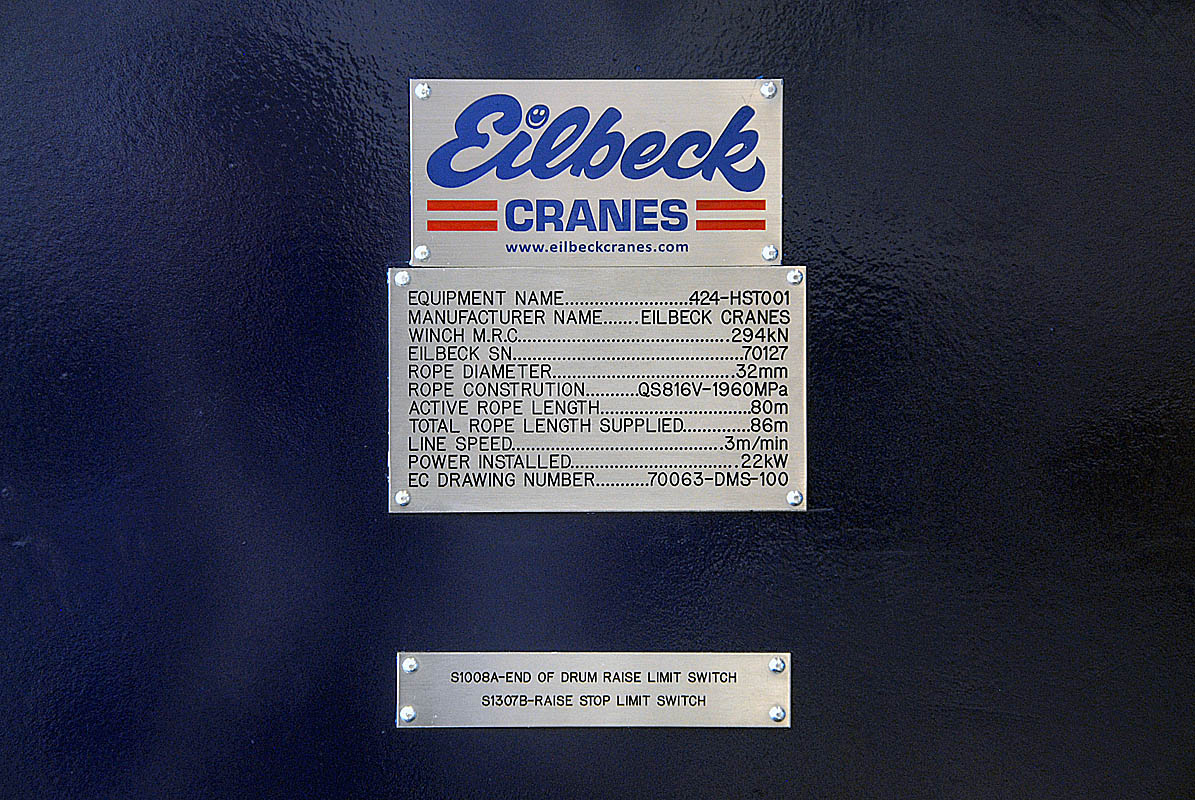 Eilbeck
CRANES
www.eilbeckcranes.com
EQUIPMENT NAME........................424-HST001
MANUFACTURER NAME.......EILBECK CRANES
WINCH M.R.C..........................................294kN
EILBECK SN.............................................70127
ROPE DIAMETER....................................32mm
ROPE CONSTRUTION..........QS816V-1960MPa
ACTIVE ROPE LENGTH.............................80m
TOTAL ROPE LENGTH SUPPLIED.............86m
LINE SPEED.........................................3m/min
POWER INSTALLED.................................22kW
EC DRAWING NUMBER...........70063-DMS-100
S1008A-END OF DRUM RAISE LIMIT SWITCH
S1307B-RAISE STOP LIMIT SWITCH